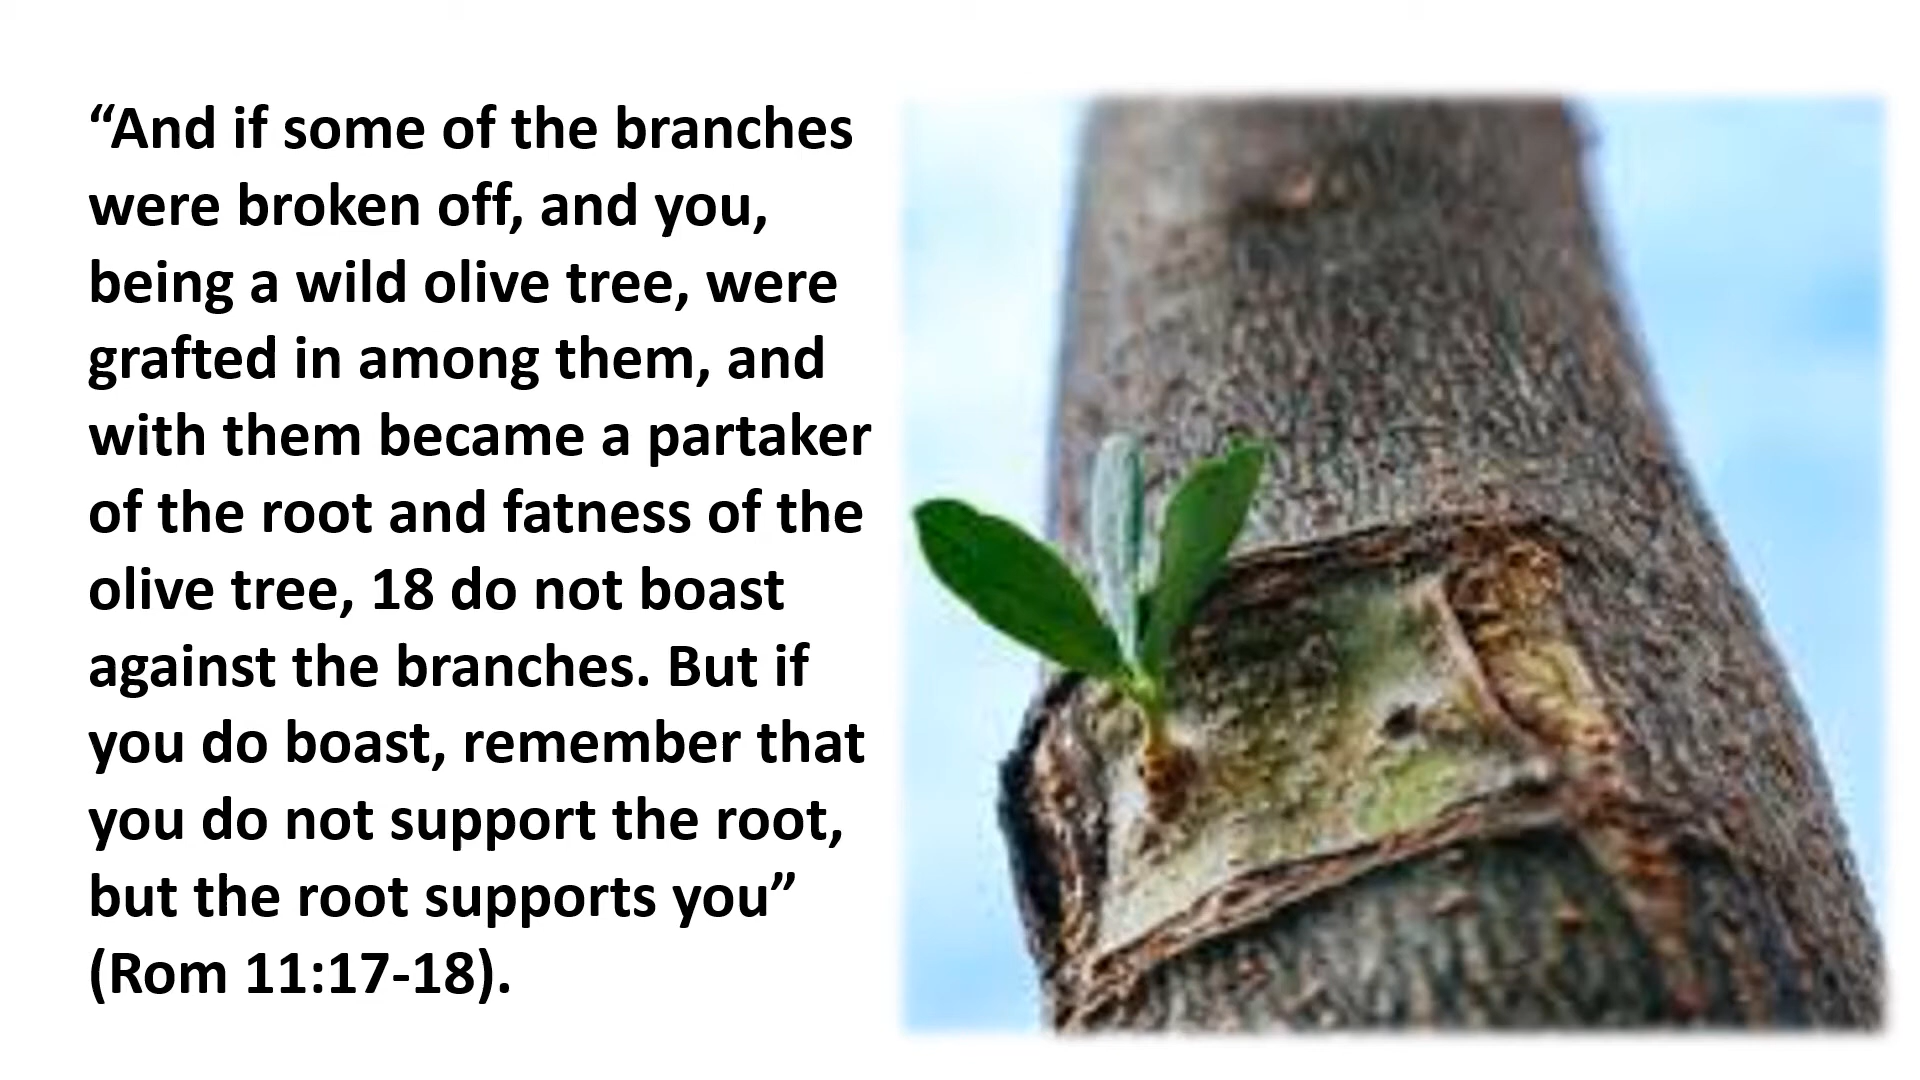 “And if some of the branches
were broken off, and you,
being a wild olive tree, were
grafted in among them, and
with them became a partaker
of the root and fatness of the
olive tree, 18 do not boast
against the branches. But if
you do boast, remember that
you do not support the root,
but the root supports you”
(Rom 11:17-18).